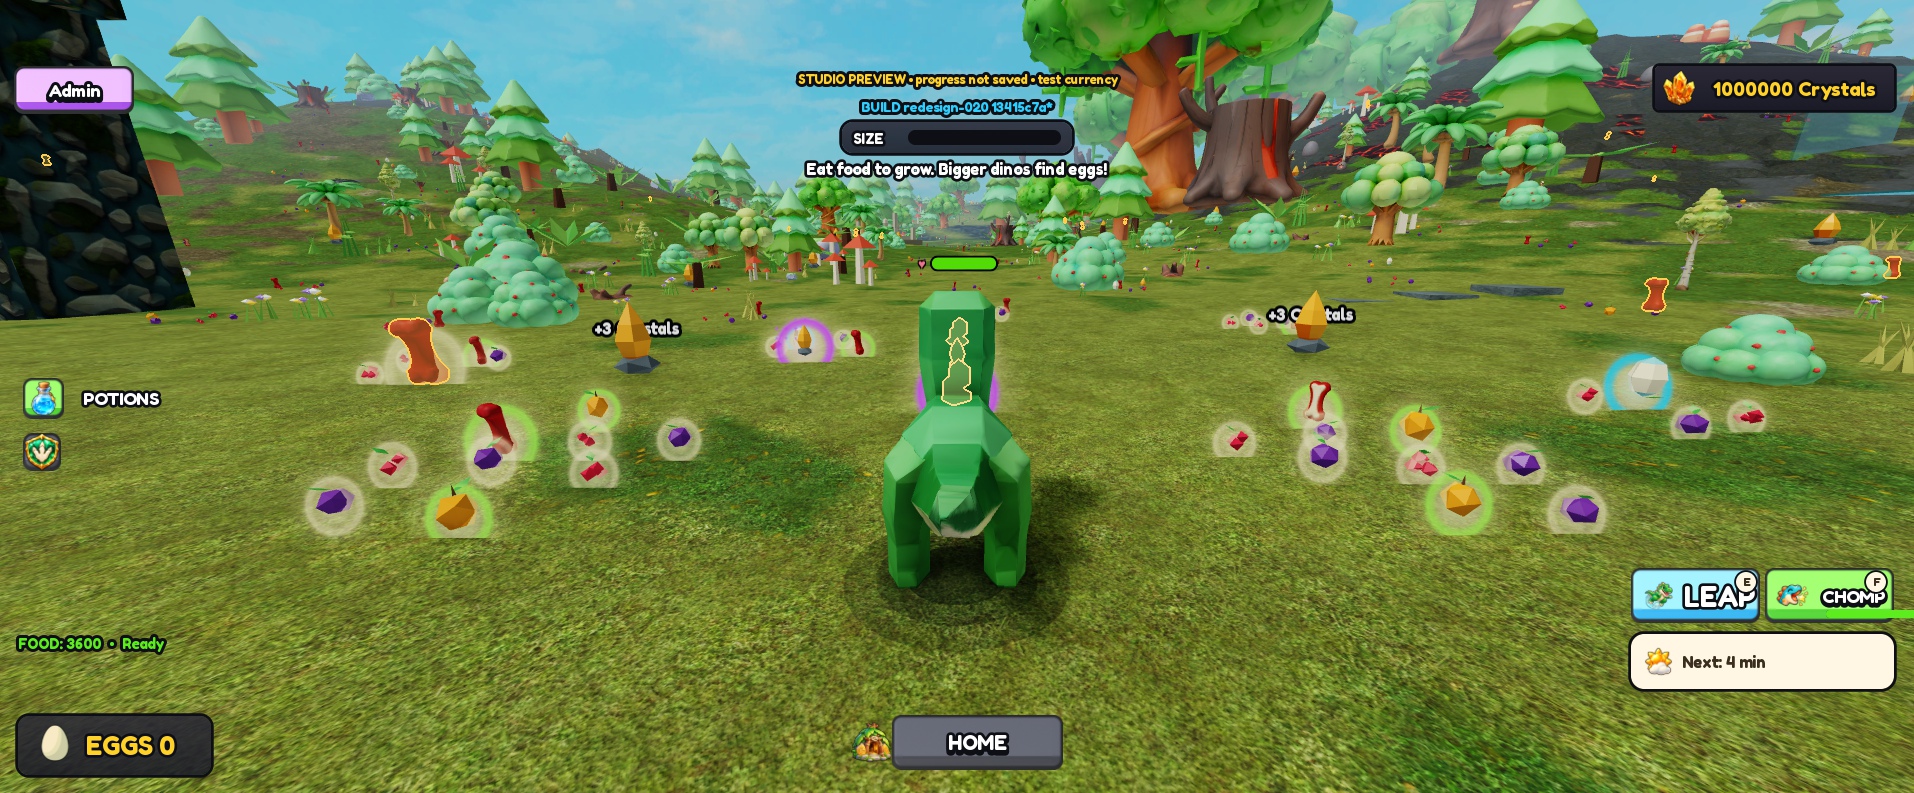 Admin
STUDIO PREVIEW • progress not saved • test currency
BUILD redesign-020 13415c7a*
SIZE
Eat food to grow. Bigger dinos find eggs!
1000000 Crystals
POTIONS
FOOD: 3600 • Ready
EGGS 0
HOME
LEAP
E
CHOMP
F
Next: 4 min